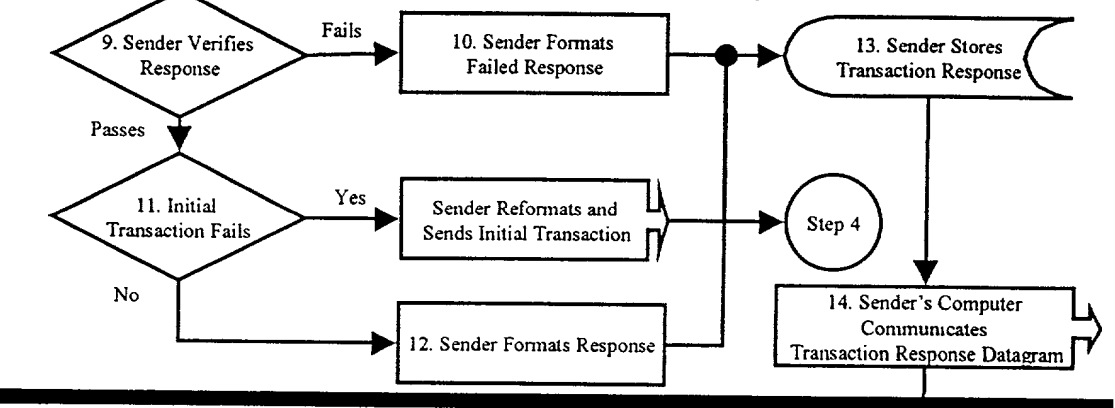 9. Sender Verifies
Response
Fails
10. Sender Formats
Failed Response
13. Sender Stores
Transaction Response
Passes
11. Initial
Transaction Fails
Yes
Sender Reformats and
Sends Initial Transaction
Step 4
No
12. Sender Formats Response
14. Sender's Computer
Communicates
Transaction Response Datagram